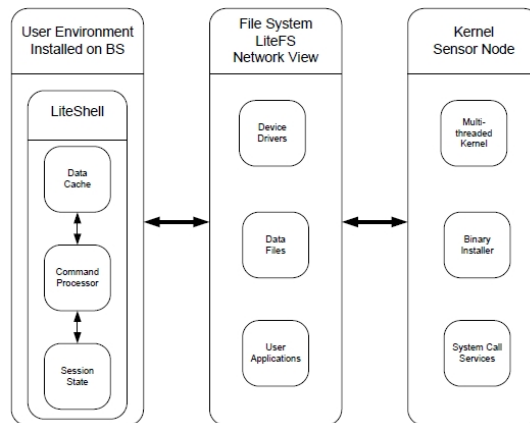 User Environment
Installed on BS
LiteShell
Data
Cache
Command
Processor
Session
State
File System
LiteFS
Network View
Device
Drivers
Data
Files
User
Applications
Kernel
Sensor Node
Multi-
threaded
Kernel
Binary
Installer
System Call
Services